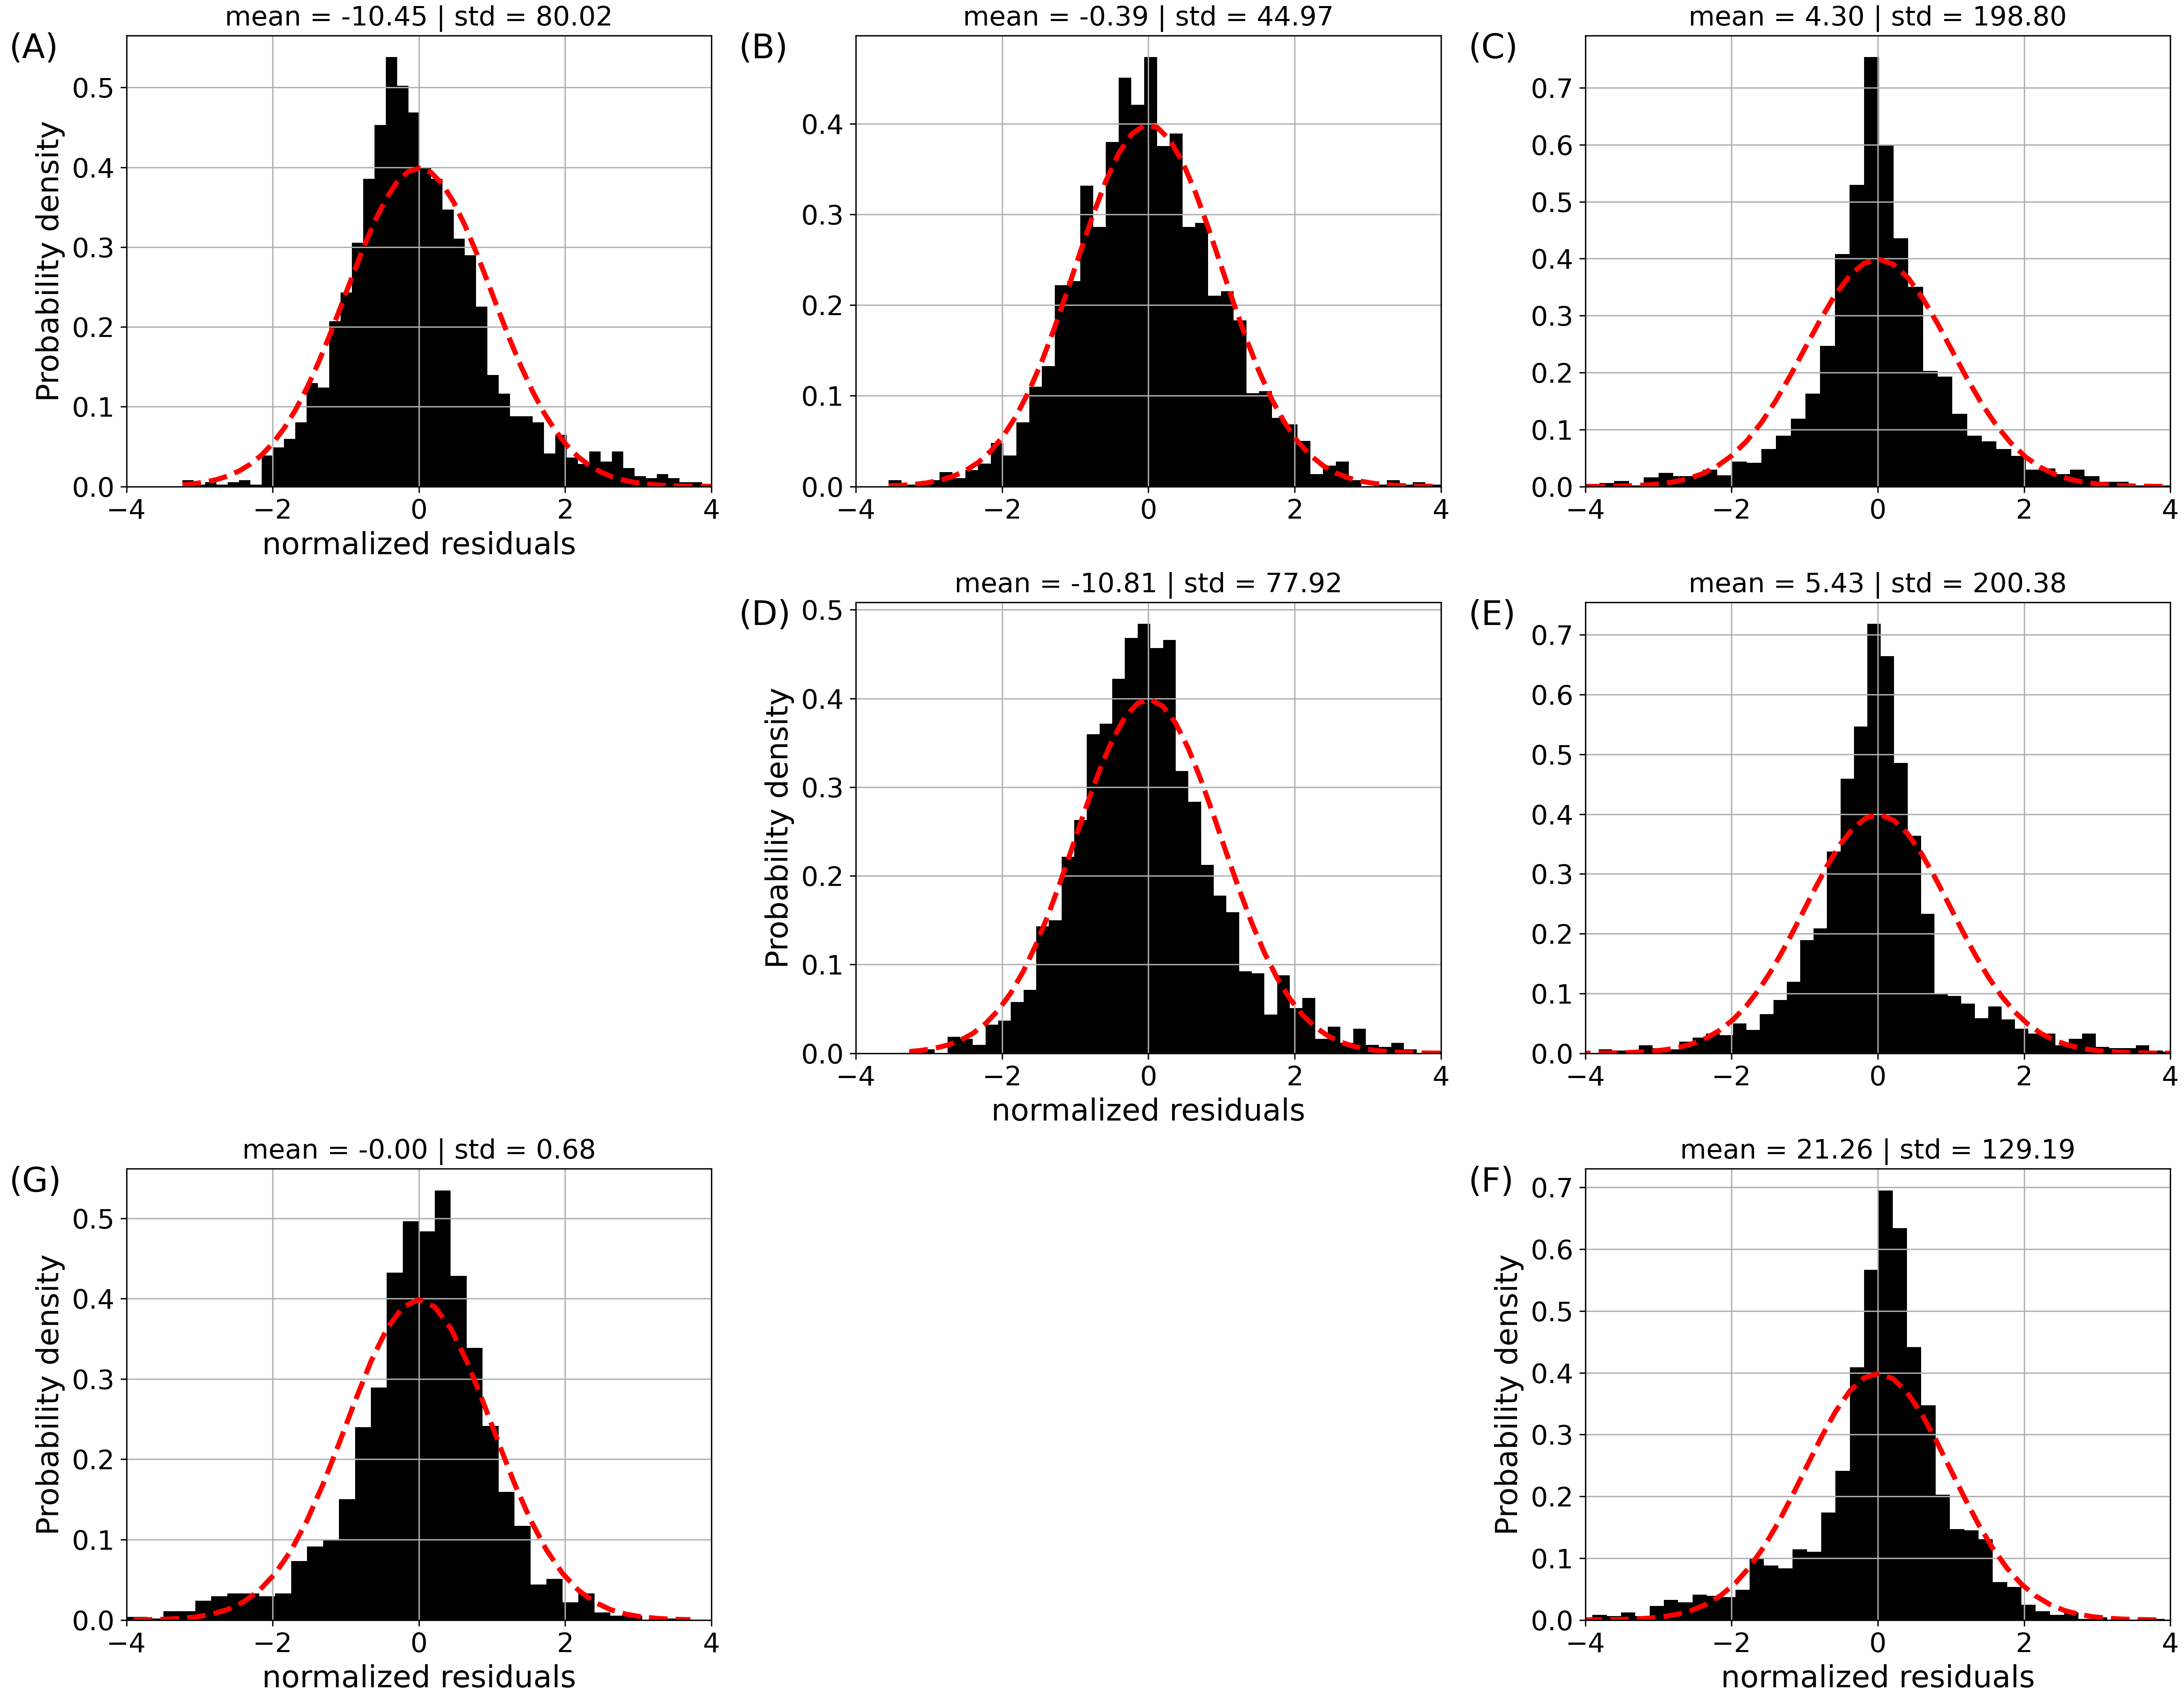 mean = -10.45 | std = 80.02
(A)
Probability density
0.5
0.4
0.3
0.2
0.1
0.0
−4 −2 0 2 4
normalized residuals
mean = -0.39 | std = 44.97
(B)
0.4
0.3
0.2
0.1
0.0
−4 −2 0 2 4
mean = 4.30 | std = 198.80
(C)
0.7
0.6
0.5
0.4
0.3
0.2
0.1
0.0
−4 −2 0 2 4
mean = -10.81 | std = 77.92
(D)
Probability density
0.5
0.4
0.3
0.2
0.1
0.0
−4 −2 0 2 4
normalized residuals
mean = 5.43 | std = 200.38
(E)
0.7
0.6
0.5
0.4
0.3
0.2
0.1
0.0
−4 −2 0 2 4
mean = -0.00 | std = 0.68
(G)
Probability density
0.5
0.4
0.3
0.2
0.1
0.0
−4 −2 0 2 4
normalized residuals
mean = 21.26 | std = 129.19
(F)
Probability density
0.7
0.6
0.5
0.4
0.3
0.2
0.1
0.0
−4 −2 0 2 4
normalized residuals